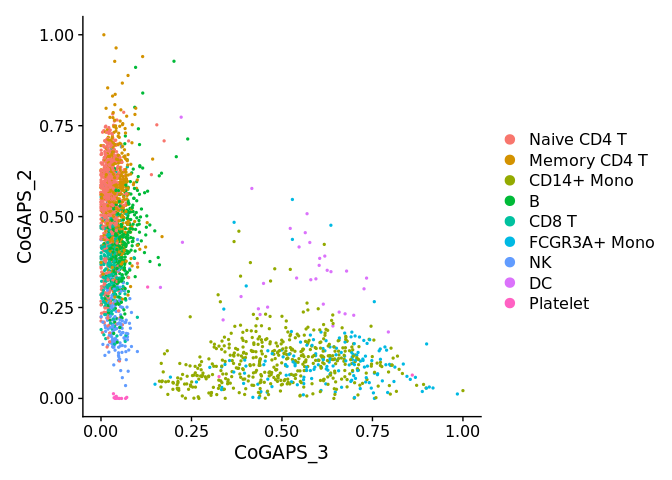 1.00
0.75
0.50
0.25
0.00
CoGAPS_2
0.00 0.25 0.50 0.75 1.00
CoGAPS_3
Naive CD4 T
Memory CD4 T
CD14+ Mono
B
CD8 T
FCGR3A+ Mono
NK
DC
Platelet